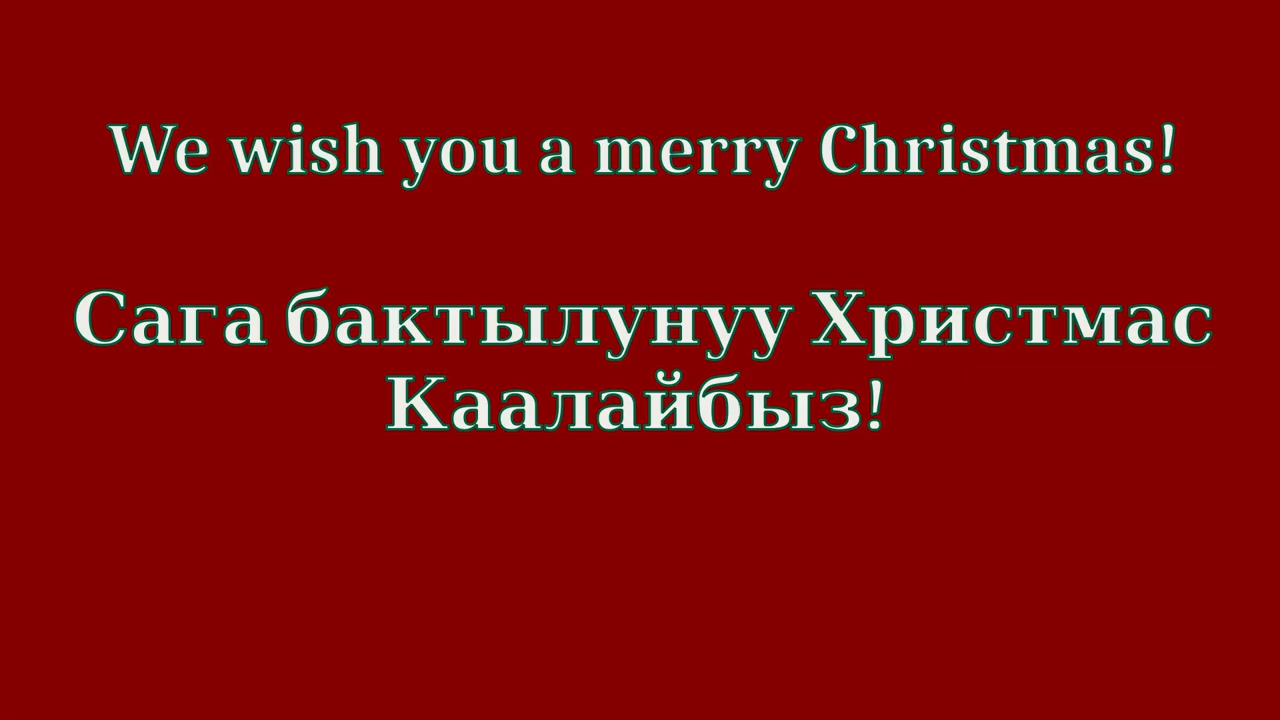 We wish you a merry Christmas!
Сага бактылунуу Христмас
Каалайбыз!